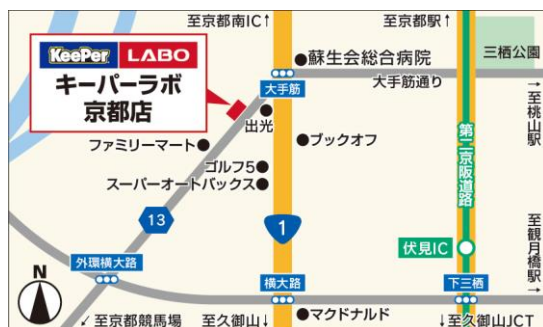 至京都南IC↑
至京都駅↑
KeePer LABO
キーパーラボ
京都店
蘇生会総合病院
三栖公園
大手筋
大手筋通り
→至桃山駅
出光
ブックオフ
ファミリーマート
ゴルフ5
スーパーオートバックス
第二京阪道路
13
1
至観月橋駅→
伏見IC
外環横大路
横大路
下三栖
N
マクドナルド
↙至京都競馬場
至久御山↓
↓至久御山JCT